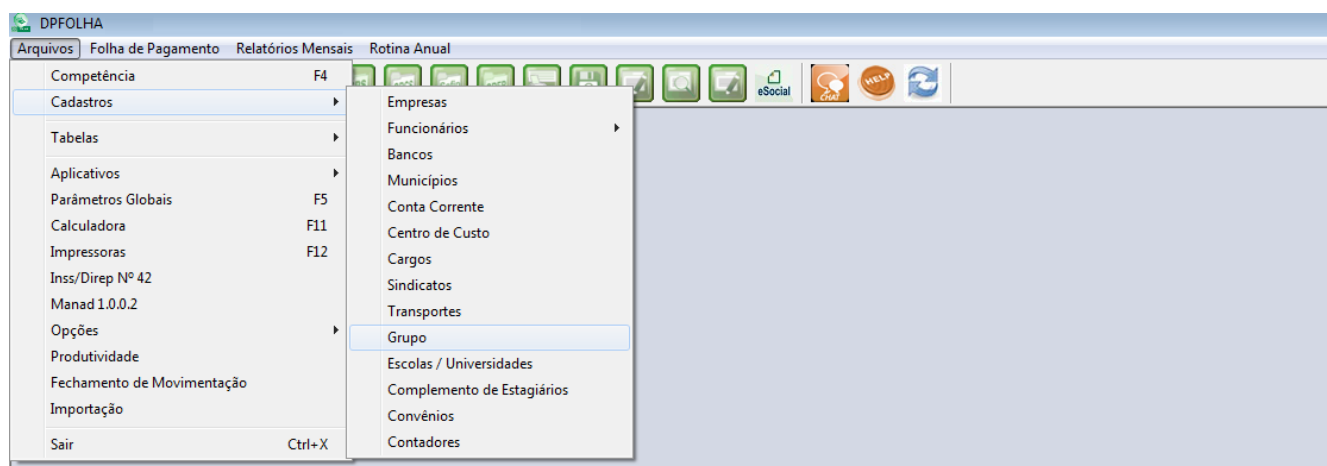 DPFOLHA
Arquivos Folha de Pagamento Relatórios Mensais Rotina Anual
eSocial
CHAT
HELP
Competência F4
Cadastros
Tabelas
Aplicativos
Parâmetros Globais F5
Calculadora F11
Impressoras F12
Inss/Direp Nº 42
Manad 1.0.0.2
Opções
Produtividade
Fechamento de Movimentação
Importação
Sair Ctrl+X
Empresas
Funcionários
Bancos
Municípios
Conta Corrente
Centro de Custo
Cargos
Sindicatos
Transportes
Grupo
Escolas / Universidades
Complemento de Estagiários
Convênios
Contadores